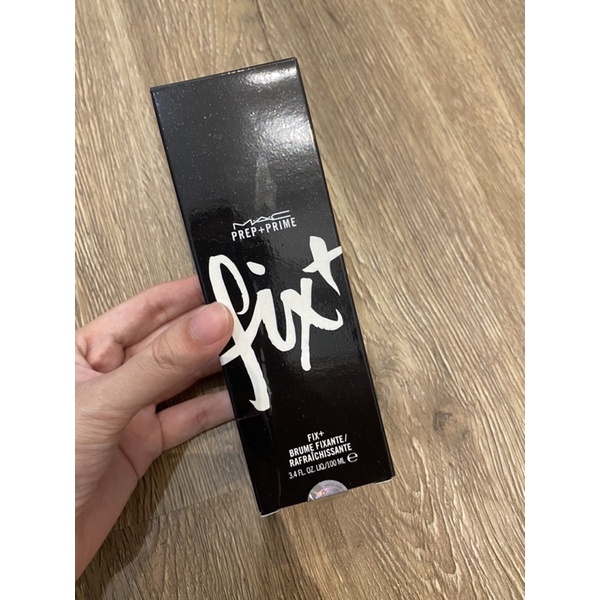 MAC
PREP+PRIME
fix+
FIX+
BRUME FIXANTE/
RAFRAÎCHISSANTE
3.4 FL. OZ. LIQ/100 ML ℮